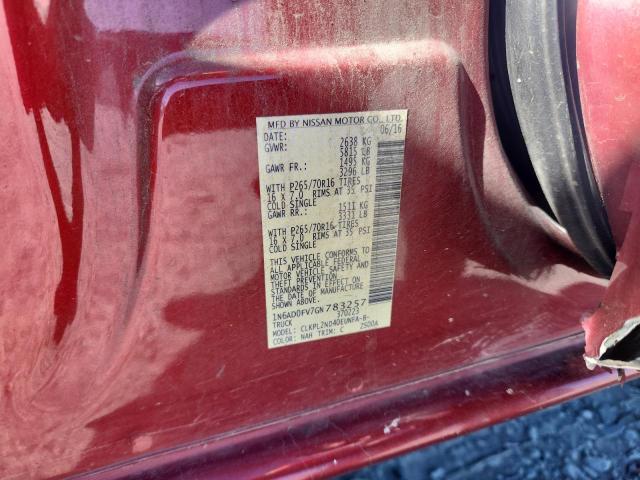 MFD BY NISSAN MOTOR CO., LTD.
DATE: 06/16
GVWR: 2638 KG
5815 LB
GAWR FR.: 1495 KG
3296 LB
WITH P265/70R16 TIRES
16 X 7.0 RIMS AT 35 PSI
COLD SINGLE
GAWR RR.: 1511 KG
3331 LB
WITH P265/70R16 TIRES
16 X 7.0 RIMS AT 35 PSI
COLD SINGLE
THIS VEHICLE CONFORMS TO
ALL APPLICABLE FEDERAL
MOTOR VEHICLE SAFETY AND
THEFT PREVENTION STANDARDS
IN EFFECT ON THE DATE OF
MANUFACTURE SHOWN ABOVE.
1N6AD0FV7GN783257
TRUCK 370223
MODEL: CLKPL2ND40EUNFA-B-
COLOR: NAH TRIM: C 2500A